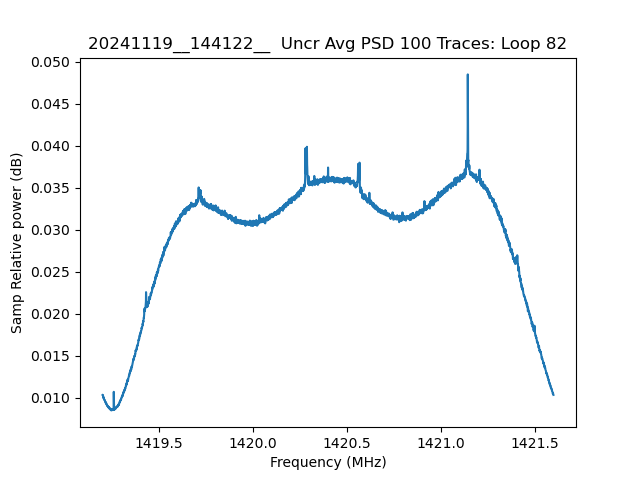 20241119__144122__  Uncr Avg PSD 100 Traces: Loop 82
0.050
0.045
0.040
0.035
0.030
0.025
0.020
0.015
0.010
Samp Relative power (dB)
1419.5 1420.0 1420.5 1421.0 1421.5
Frequency (MHz)